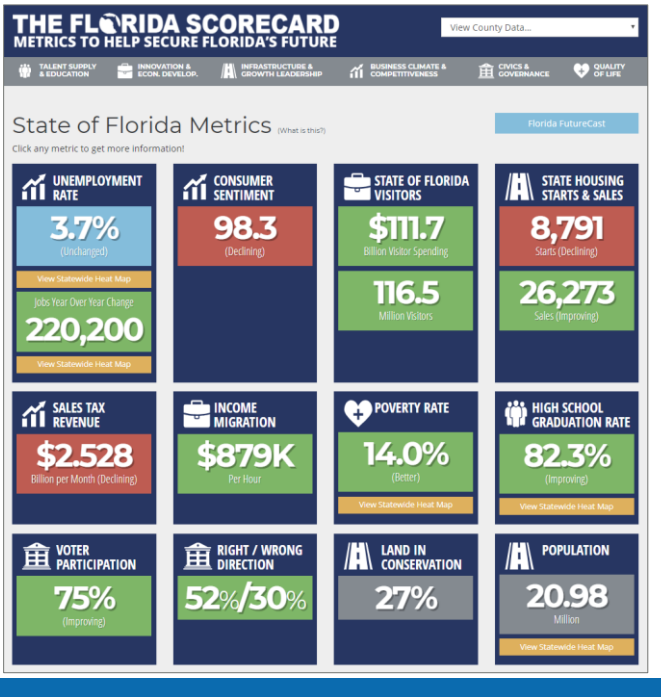 THE FLORIDA SCORECARD
METRICS TO HELP SECURE FLORIDA'S FUTURE
View County Data...
TALENT SUPPLY
& EDUCATION
INNOVATION &
ECON. DEVELOP.
INFRASTRUCTURE &
GROWTH LEADERSHIP
BUSINESS CLIMATE &
COMPETITIVENESS
CIVICS &
GOVERNANCE
QUALITY
OF LIFE
State of Florida Metrics (What is this?)
Florida FutureCast
Click any metric to get more information!
UNEMPLOYMENT
RATE
3.7%
(Unchanged)
View Statewide Heat Map
Jobs Year Over Year Change
220,200
View Statewide Heat Map
CONSUMER
SENTIMENT
98.3
(Declining)
STATE OF FLORIDA
VISITORS
$111.7
Billion Visitor Spending
116.5
Million Visitors
STATE HOUSING
STARTS & SALES
8,791
Starts (Declining)
26,273
Sales (Improving)
SALES TAX
REVENUE
$2.528
Billion per Month (Declining)
INCOME
MIGRATION
$879K
Per Hour
POVERTY RATE
14.0%
(Better)
View Statewide Heat Map
HIGH SCHOOL
GRADUATION RATE
82.3%
(Improving)
View Statewide Heat Map
VOTER
PARTICIPATION
75%
(Improving)
RIGHT / WRONG
DIRECTION
52%/30%
LAND IN
CONSERVATION
27%
POPULATION
20.98
Million
View Statewide Heat Map